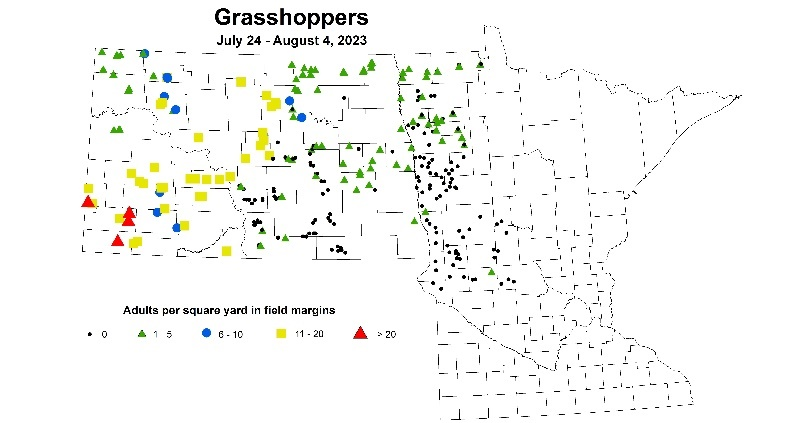 Grasshoppers
July 24 - August 4, 2023
Adults per square yard in field margins
0 1 - 5 6 - 10 11 - 20 > 20